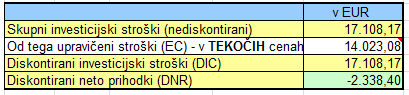 v EUR
Skupni investicijski stroški (nediskontirani) 17.108,17
Od tega upravičeni stroški (EC) - v TEKOČIH cenah 14.023,08
Diskontirani investicijski stroški (DIC) 17.108,17
Diskontirani neto prihodki (DNR) -2.338,40